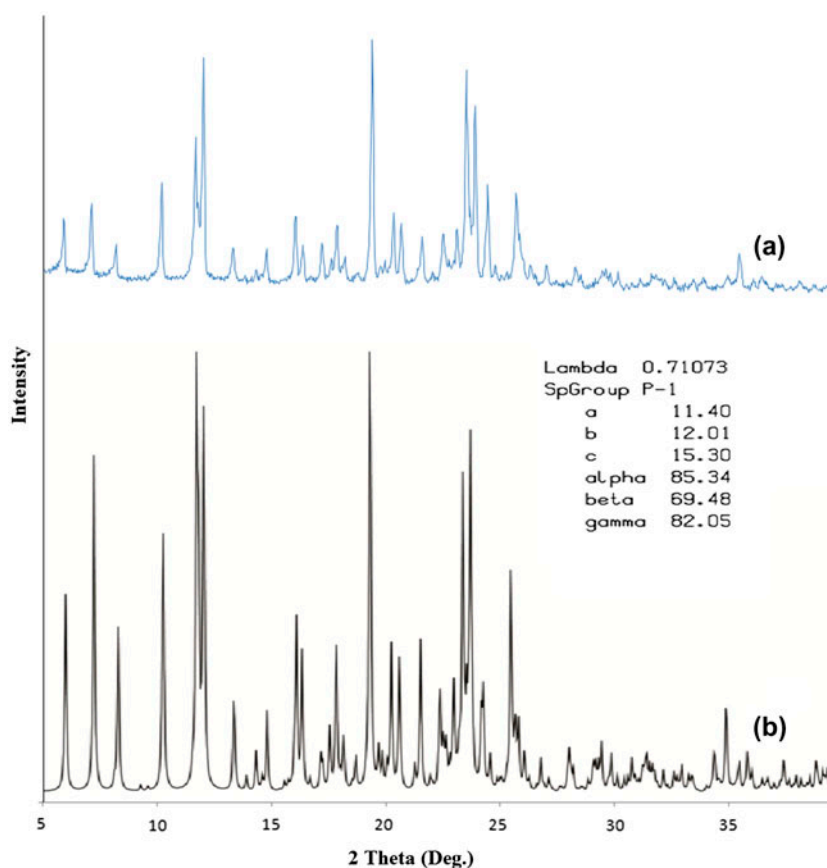 (a)
Intensity
Lambda 0.71073
SpGroup P-1
a 11.40
b 12.01
c 15.30
alpha 85.34
beta 69.48
gamma 82.05
(b)
5 10 15 20 25 30 35
2 Theta (Deg.)